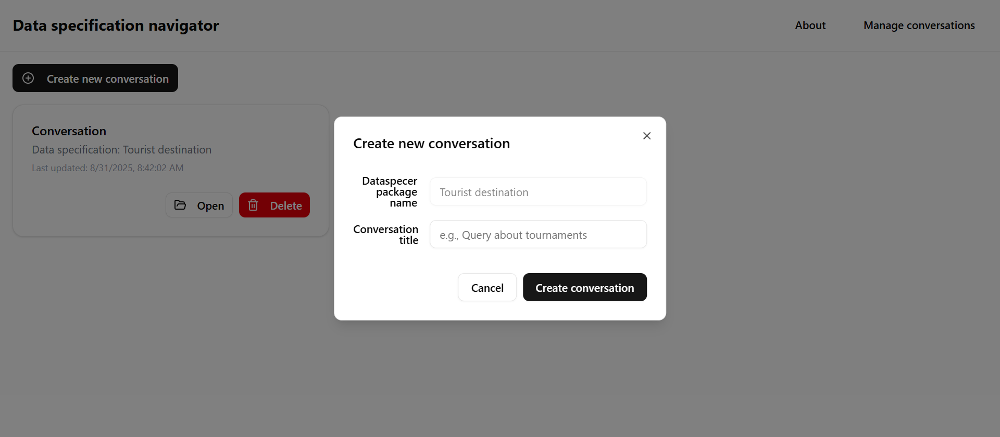 Data specification navigator
About
Manage conversations
Create new conversation
Conversation
Data specification: Tourist destination
Last updated: 8/31/2025, 8:42:02 AM
Open
Delete
Create new conversation
Dataspecer
package
name
Tourist destination
Conversation
title
e.g., Query about tournaments
Cancel
Create conversation